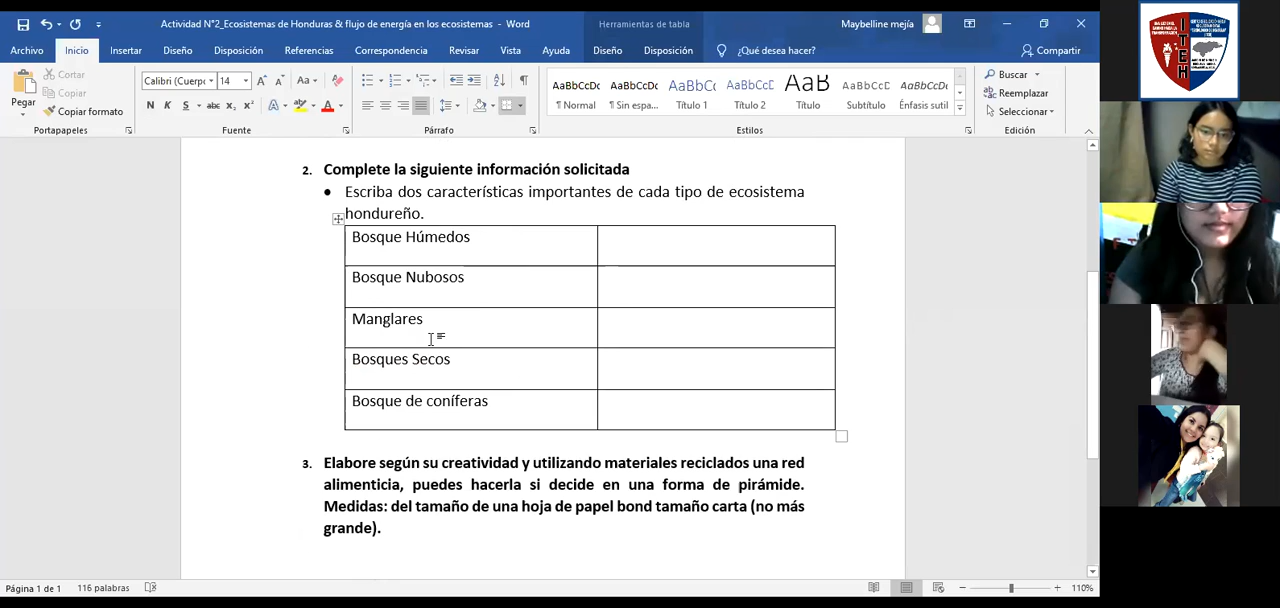 Actividad N°2_Ecosistemas de Honduras & flujo de energía en los ecosistemas - Word
Herramientas de tabla
Maybelline mejía
Archivo Inicio Insertar Diseño Disposición Referencias Correspondencia Revisar Vista Ayuda Diseño Disposición ¿Qué desea hacer? Compartir
Pegar
Cortar
Copiar
Copiar formato
Calibri (Cuerpo 14
N K S abc
AaBbCcDc AaBbCcDc AaBbC AaBbCcC AaB AaBbCcC AaBbCcDc
¶ Normal ¶ Sin espa... Título 1 Título 2 Título Subtítulo Énfasis sutil
Buscar
Reemplazar
Seleccionar
Portapapeles Fuente Párrafo Estilos Edición
2. Complete la siguiente información solicitada
• Escriba dos características importantes de cada tipo de ecosistema
hondureño.
Bosque Húmedos
Bosque Nubosos
Manglares
Bosques Secos
Bosque de coníferas
3. Elabore según su creatividad y utilizando materiales reciclados una red
alimenticia, puedes hacerla si decide en una forma de pirámide.
Medidas: del tamaño de una hoja de papel bond tamaño carta (no más
grande).
Página 1 de 1 116 palabras
110%
ITEH